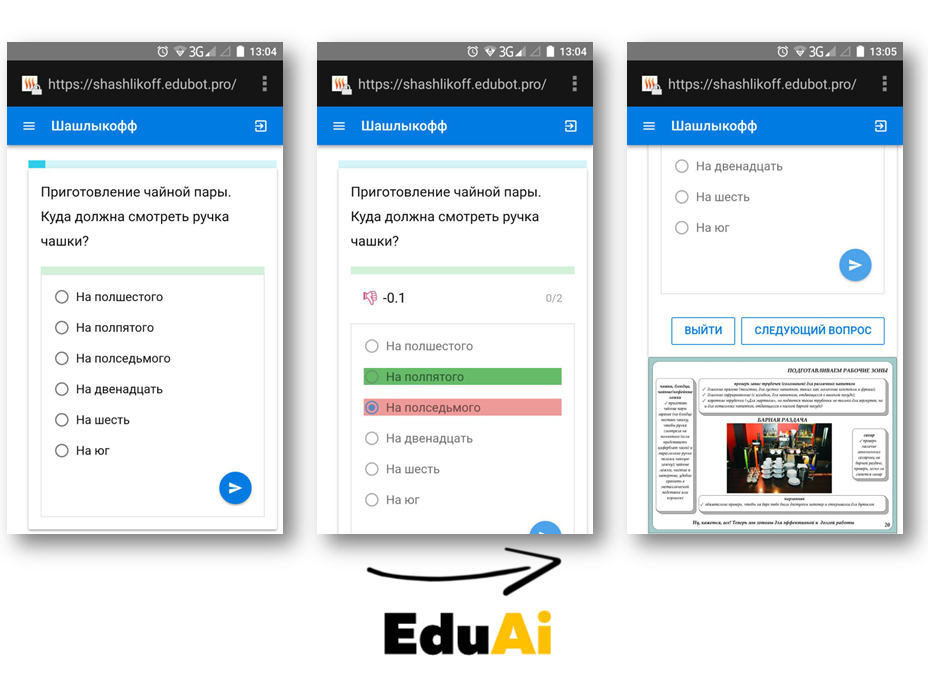 3G 13:04
https://shashlikoff.edubot.pro/
Шашлыкофф
Приготовление чайной пары.
Куда должна смотреть ручка
чашки?
На полшестого
На полпятого
На полседьмого
На двенадцать
На шесть
На юг
3G 13:04
https://shashlikoff.edubot.pro/
Шашлыкофф
Приготовление чайной пары.
Куда должна смотреть ручка
чашки?
-0.1 0/2
На полшестого
На полпятого
На полседьмого
На двенадцать
На шесть
На юг
3G 13:05
https://shashlikoff.edubot.pro/
Шашлыкофф
На двенадцать
На шесть
На юг
ВЫЙТИ СЛЕДУЮЩИЙ ВОПРОС
ПОДГОТАВЛИВАЕМ РАБОЧИЕ ЗОНЫ
БАРНАЯ РАЗДАЧА
Ну, кажется, все! Теперь мы готовы для эффективной и долгой работы 20
EduAi